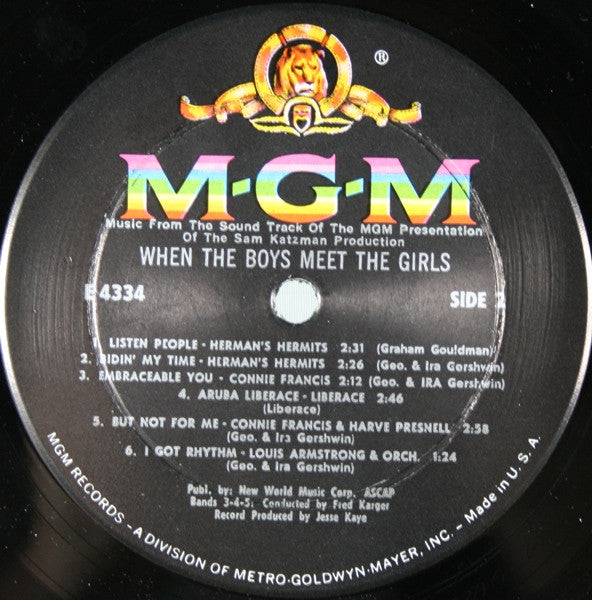 ®
M-G-M
Music From The Sound Track Of The MGM Presentation
Of The Sam Katzman Production
WHEN THE BOYS MEET THE GIRLS
E 4334 SIDE 2
1. LISTEN PEOPLE - HERMAN'S HERMITS 2:31 (Graham Gouldman)
2. BIDIN' MY TIME - HERMAN'S HERMITS 2:26 (Geo. & Ira Gershwin)
3. EMBRACEABLE YOU - CONNIE FRANCIS 2:12 (Geo. & IRA Gershwin)
4. ARUBA LIBERACE - LIBERACE 2:46
(Liberace)
5. BUT NOT FOR ME - CONNIE FRANCIS & HARVE PRESNELL 2:58
(Geo. & Ira Gershwin)
6. I GOT RHYTHM - LOUIS ARMSTRONG & ORCH. 1:24
(Geo. & Ira Gershwin)
Publ. by: New World Music Corp. ASCAP
Bands 3-4-5: Conducted by Fred Karger
Record Produced by Jesse Kaye
MGM RECORDS - A DIVISION OF METRO-GOLDWYN-MAYER, INC. - Made in U. S. A.